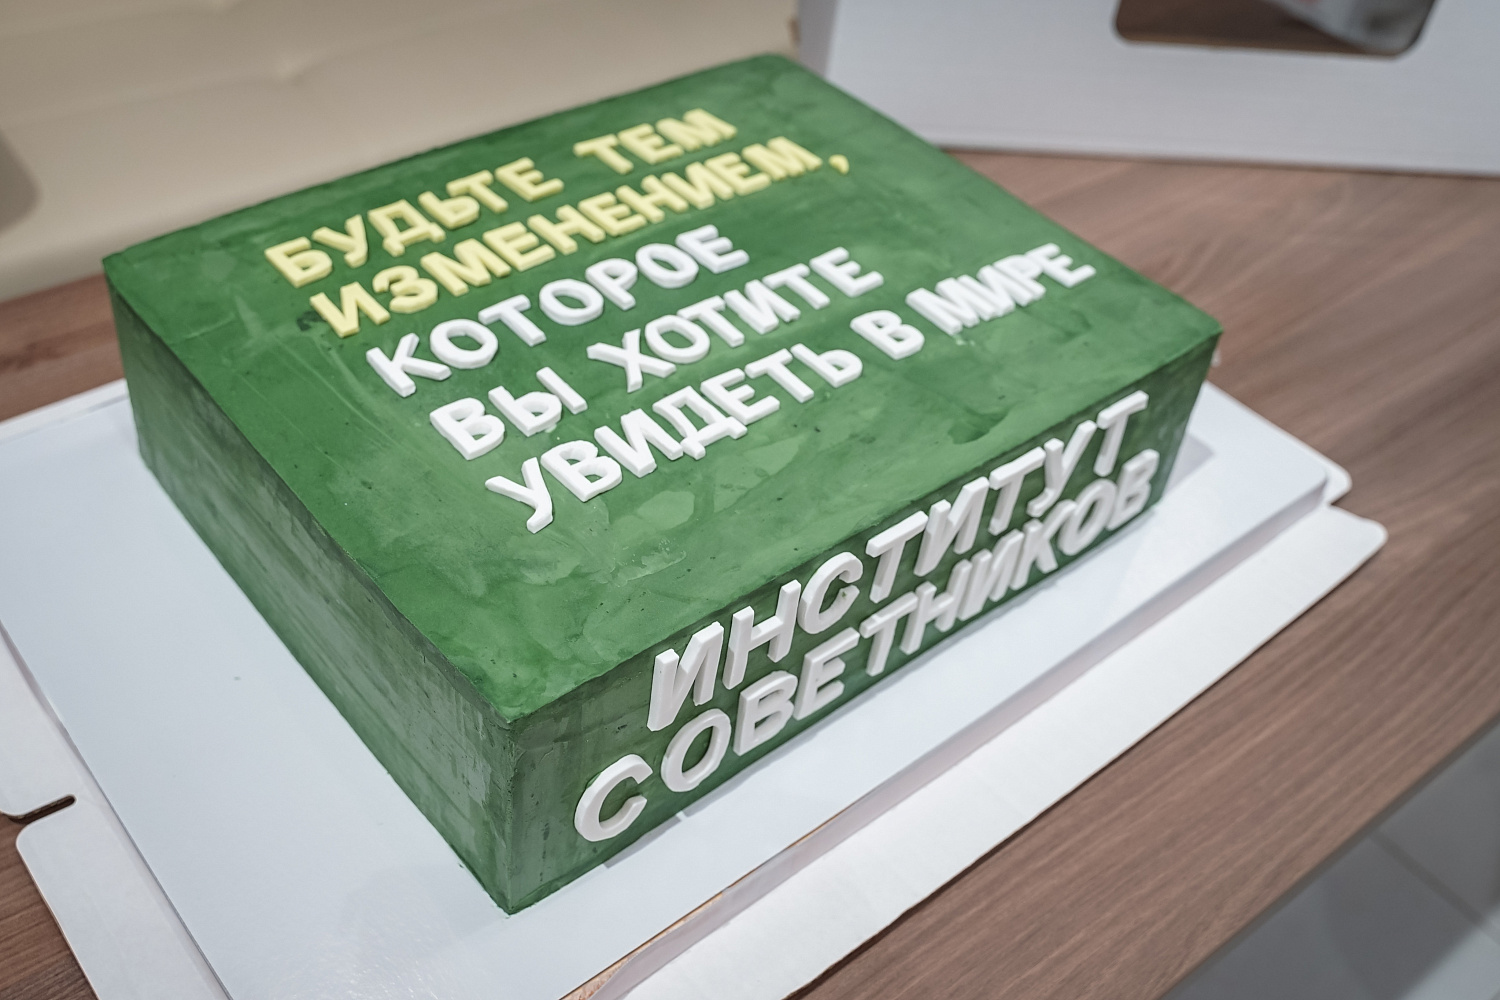 БУДЬТЕ ТЕМ
ИЗМЕНЕНИЕМ,
КОТОРОЕ
ВЫ ХОТИТЕ
УВИДЕТЬ В МИРЕ
ИНСТИТУТ
СОВЕТНИКОВ